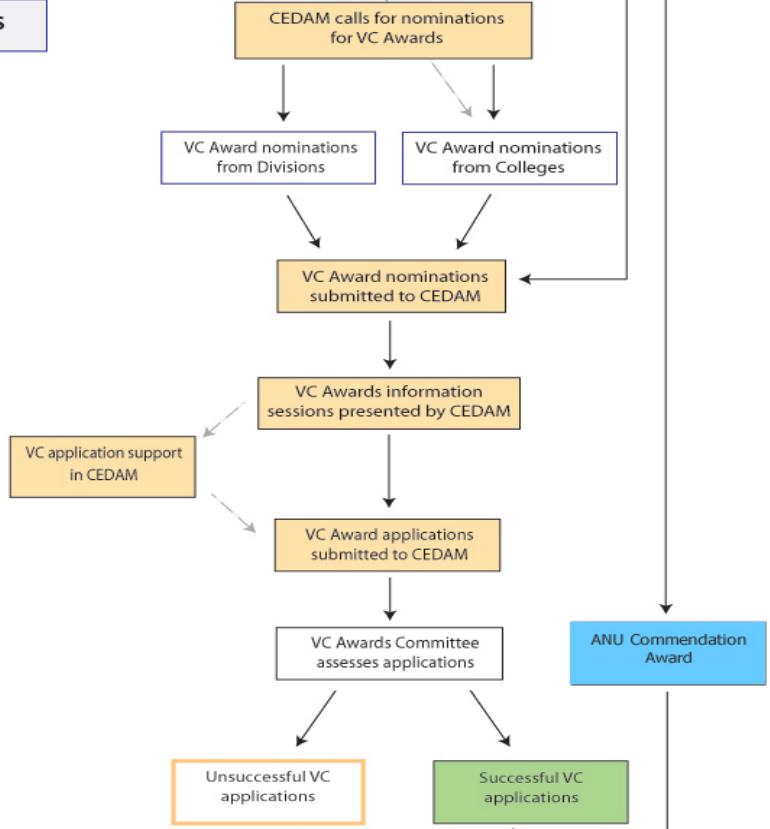 s
CEDAM calls for nominations
for VC Awards
VC Award nominations
from Divisions
VC Award nominations
from Colleges
VC Award nominations
submitted to CEDAM
VC Awards information
sessions presented by CEDAM
VC application support
in CEDAM
VC Award applications
submitted to CEDAM
VC Awards Committee
assesses applications
ANU Commendation
Award
Unsuccessful VC
applications
Successful VC
applications